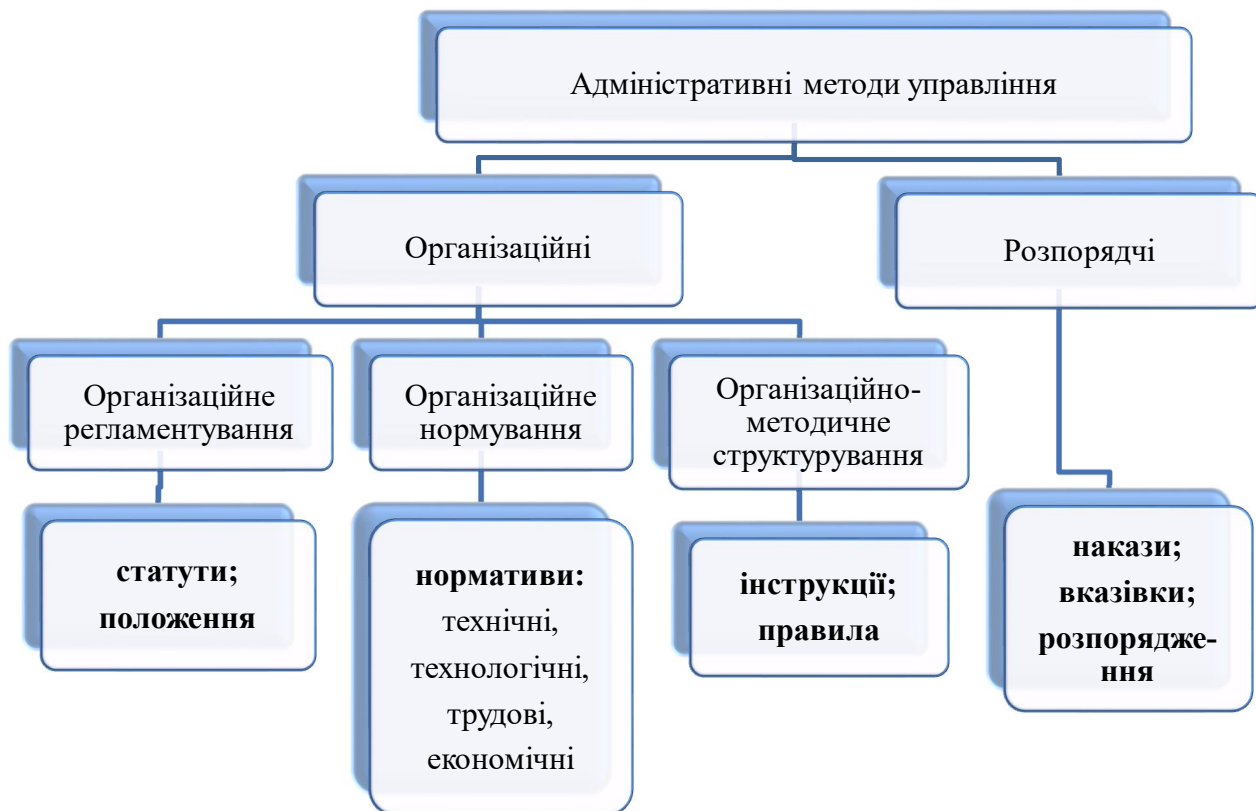 Адміністративні методи управління
Організаційні
Розпорядчі
Організаційне
регламентування
Організаційне
нормування
Організаційно-
методичне
структурування
статути;
положення
нормативи:
технічні,
технологічні,
трудові,
економічні
інструкції;
правила
накази;
вказівки;
розпорядже-
ння